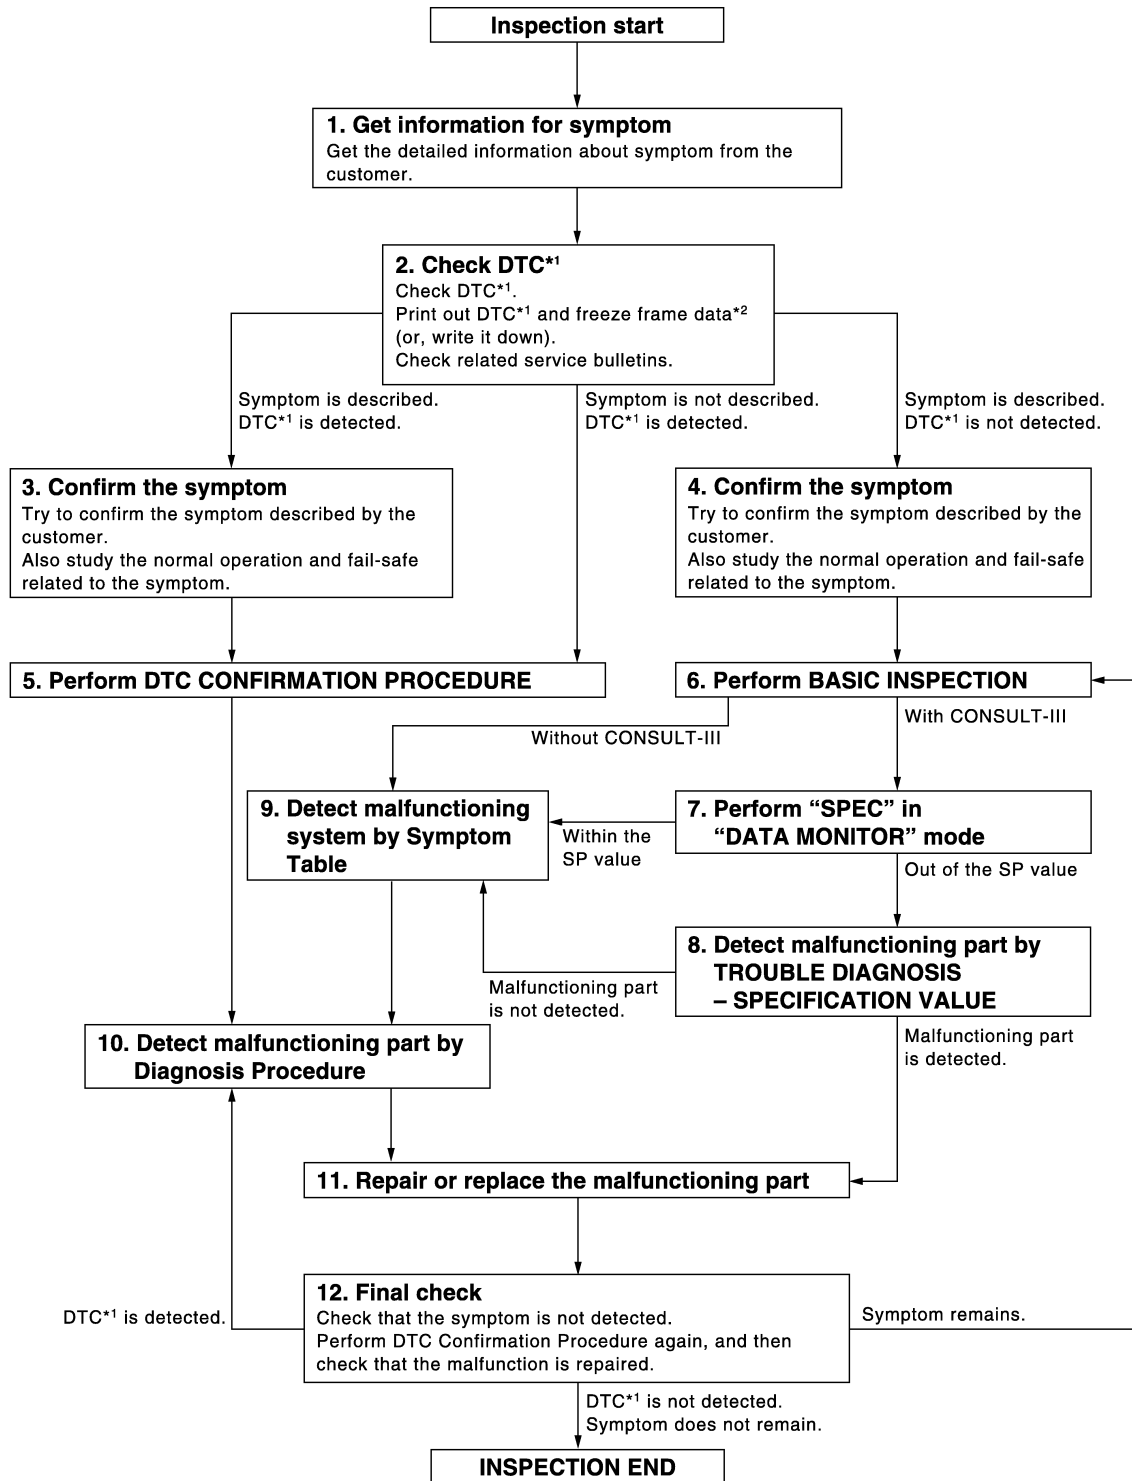 Inspection start
1. Get information for symptom
Get the detailed information about symptom from the
customer.
2. Check DTC*1
Check DTC*1.
Print out DTC*1 and freeze frame data*2
(or, write it down).
Check related service bulletins.
Symptom is described.
DTC*1 is detected.
Symptom is not described.
DTC*1 is detected.
Symptom is described.
DTC*1 is not detected.
3. Confirm the symptom
Try to confirm the symptom described by the
customer.
Also study the normal operation and fail-safe
related to the symptom.
4. Confirm the symptom
Try to confirm the symptom described by the
customer.
Also study the normal operation and fail-safe
related to the symptom.
5. Perform DTC CONFIRMATION PROCEDURE
6. Perform BASIC INSPECTION
Without CONSULT-III
With CONSULT-III
9. Detect malfunctioning
system by Symptom
Table
Within the
SP value
7. Perform “SPEC” in
“DATA MONITOR” mode
Out of the SP value
8. Detect malfunctioning part by
TROUBLE DIAGNOSIS
– SPECIFICATION VALUE
Malfunctioning part
is not detected.
Malfunctioning part
is detected.
10. Detect malfunctioning part by
Diagnosis Procedure
11. Repair or replace the malfunctioning part
DTC*1 is detected.
12. Final check
Check that the symptom is not detected.
Perform DTC Confirmation Procedure again, and then
check that the malfunction is repaired.
Symptom remains.
DTC*1 is not detected.
Symptom does not remain.
INSPECTION END